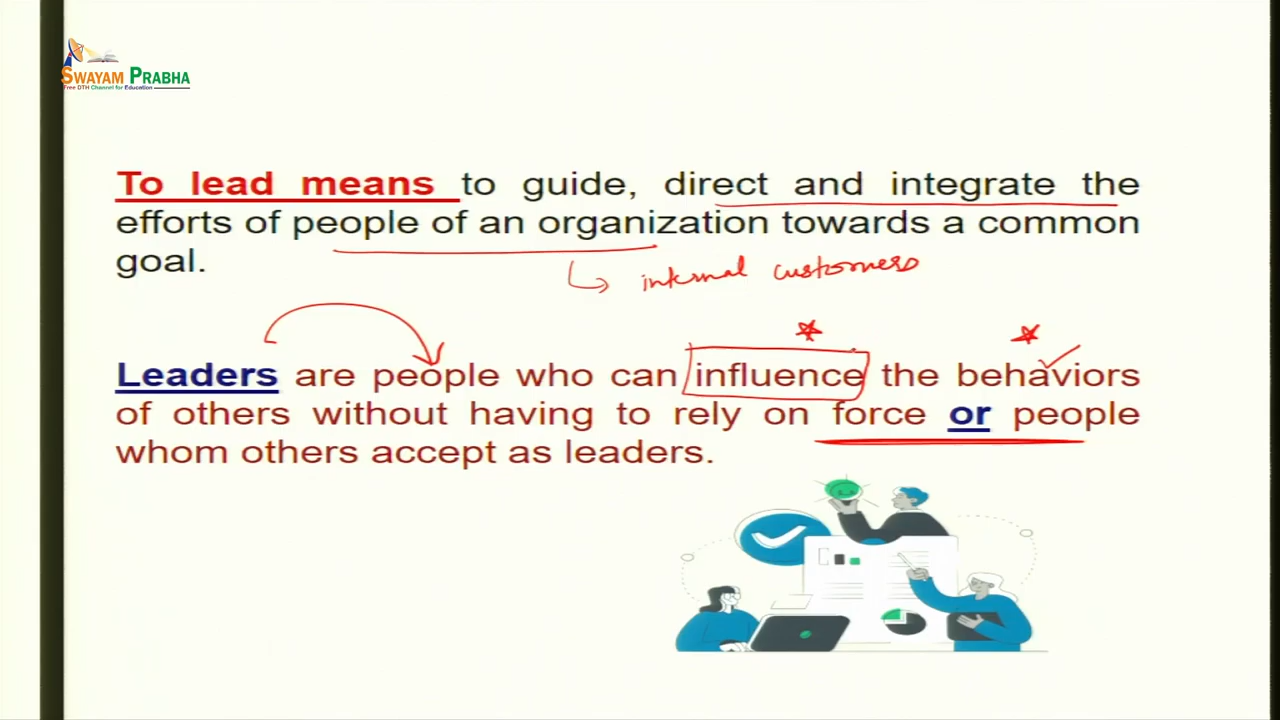 SWAYAM PRABHA
Free DTH Channel for Education
To lead means to guide, direct and integrate the
efforts of people of an organization towards a common
goal.
internal customers
Leaders are people who can influence the behaviors
of others without having to rely on force or people
whom others accept as leaders.